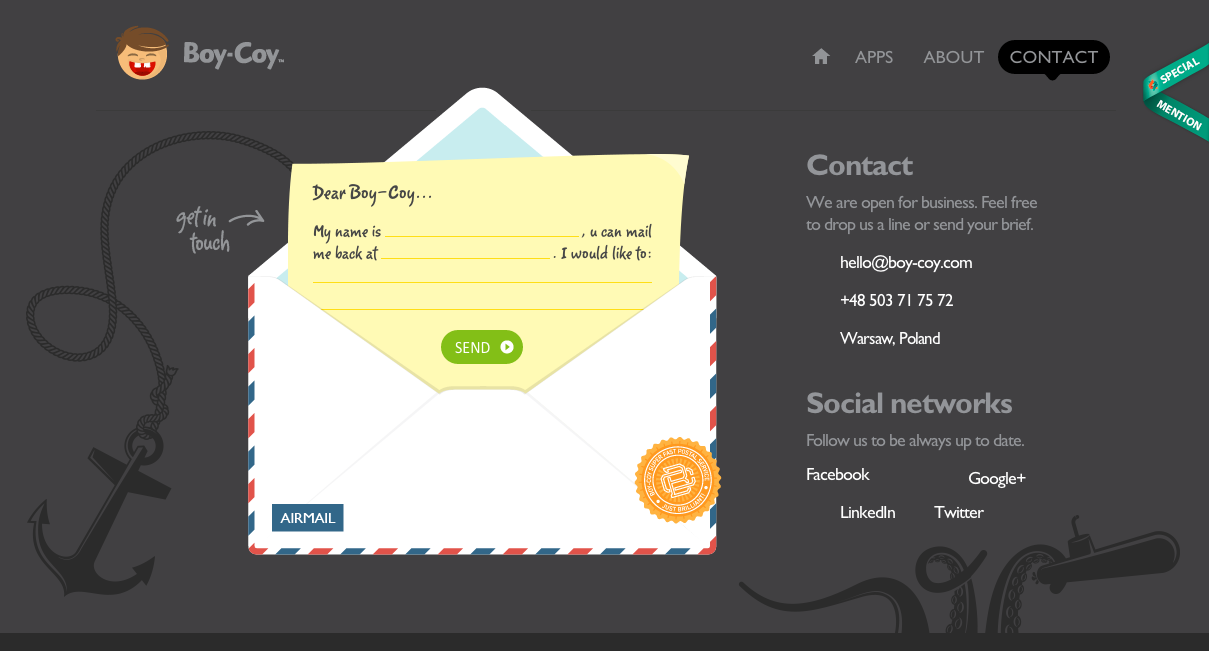 Boy-Coy™
APPS ABOUT CONTACT
SPECIAL
MENTION
get in
touch
Dear Boy-Coy...
My name is , u can mail
me back at . I would like to:
SEND
AIRMAIL
BOY COY SUPER FAST POSTAL SERVICE
JUST BRILLIANT!
Contact
We are open for business. Feel free
to drop us a line or send your brief.
hello@boy-coy.com
+48 503 71 75 72
Warsaw, Poland
Social networks
Follow us to be always up to date.
Facebook Google+
LinkedIn Twitter